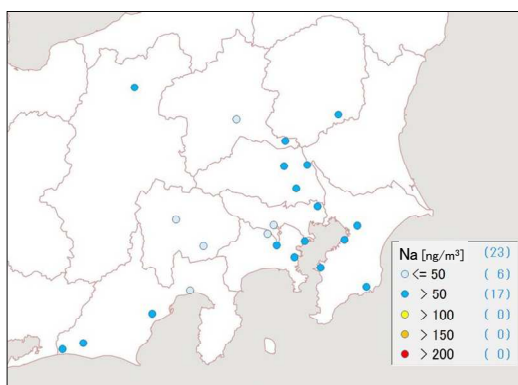 Na [ng/m³] (23)
<= 50 ( 6)
> 50 (17)
> 100 ( 0)
> 150 ( 0)
> 200 ( 0)